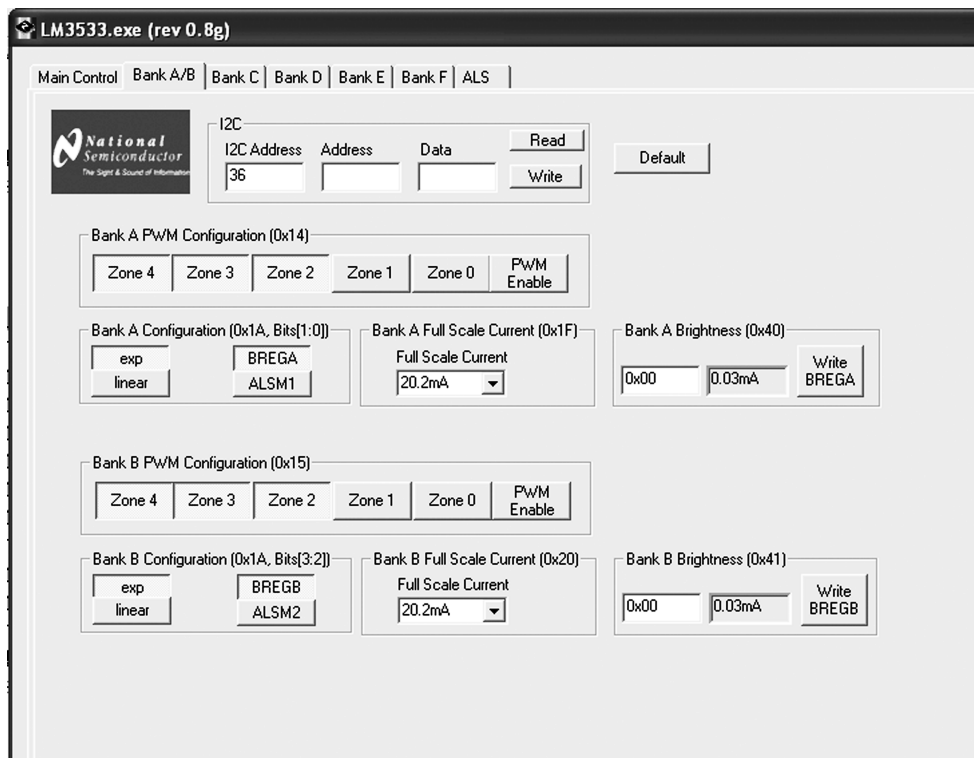 LM3533.exe (rev 0.8g)
Main Control Bank A/B Bank C Bank D Bank E Bank F ALS
National
Semiconductor
The Sight & Sound of Information
I2C
I2C Address Address Data Read
36 Write
Default
Bank A PWM Configuration (0x14)
Zone 4 Zone 3 Zone 2 Zone 1 Zone 0 PWM
Enable
Bank A Configuration (0x1A, Bits[1:0])
exp BREGA
linear ALSM1
Bank A Full Scale Current (0x1F)
Full Scale Current
20.2mA
Bank A Brightness (0x40)
0x00 0.03mA Write
BREGA
Bank B PWM Configuration (0x15)
Zone 4 Zone 3 Zone 2 Zone 1 Zone 0 PWM
Enable
Bank B Configuration (0x1A, Bits[3:2])
exp BREGB
linear ALSM2
Bank B Full Scale Current (0x20)
Full Scale Current
20.2mA
Bank B Brightness (0x41)
0x00 0.03mA Write
BREGB